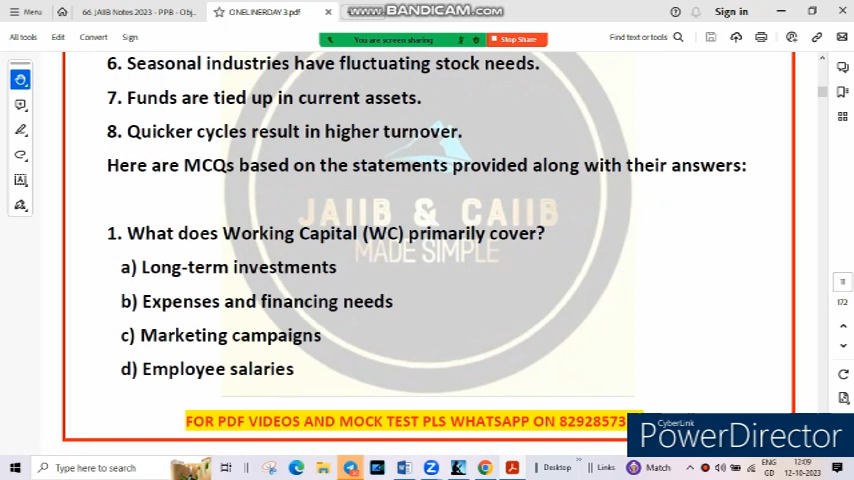 Menu
66. JAIIB Notes 2023 - PPB - Obj...
ONELINERDAY 3.pdf
WWW.BANDICAM.COM
Sign in
All tools
Edit
Convert
Sign
You are screen sharing
Stop Share
Find text or tools
6. Seasonal industries have fluctuating stock needs.
7. Funds are tied up in current assets.
8. Quicker cycles result in higher turnover.
Here are MCQs based on the statements provided along with their answers:
JAIIB & CAIIB
MADE SIMPLE
1. What does Working Capital (WC) primarily cover?
a) Long-term investments
b) Expenses and financing needs
c) Marketing campaigns
d) Employee salaries
11
172
FOR PDF VIDEOS AND MOCK TEST PLS WHATSAPP ON 82928573
CyberLink
PowerDirector
Type here to search
Desktop
Links
Match
ENG
GD
12:09
12-10-2023